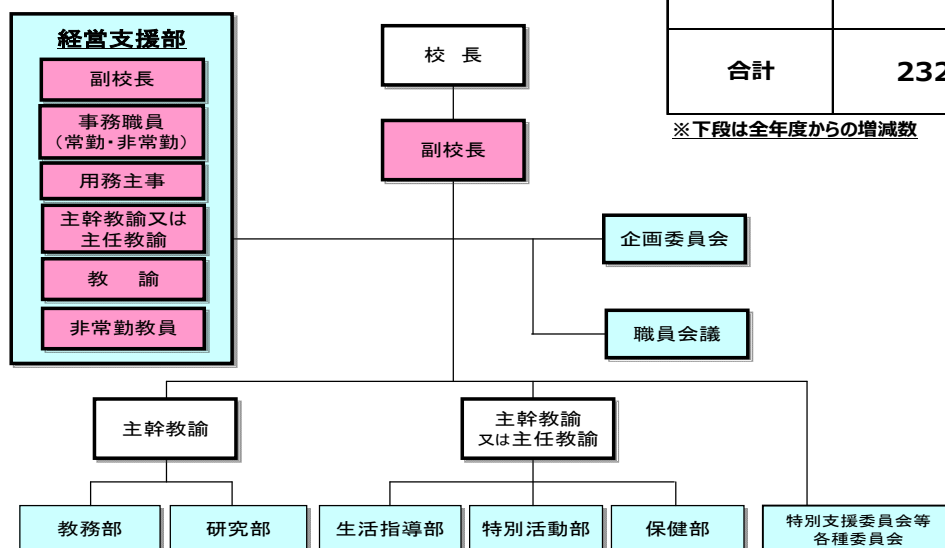 経営支援部
副校長
事務職員
（常勤・非常勤）
用務主事
主幹教諭又は
主任教諭
教　諭
非常勤教員
校 長
副校長
合計
232
※下段は全年度からの増減数
企画委員会
職員会議
主幹教諭
主幹教諭
又は主任教諭
教務部
研究部
生活指導部
特別活動部
保健部
特別支援委員会等
各種委員会